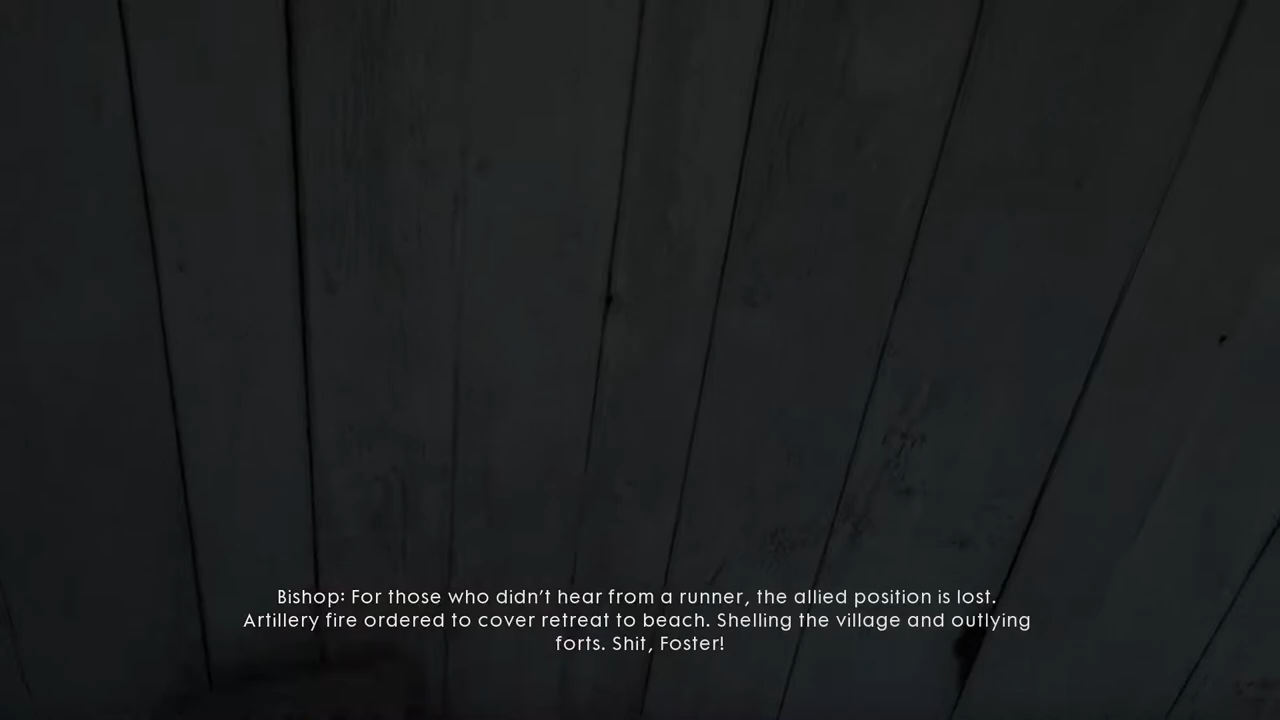 Bishop: For those who didn't hear from a runner, the allied position is lost.
Artillery fire ordered to cover retreat to beach. Shelling the village and outlying
forts. Shit, Foster!